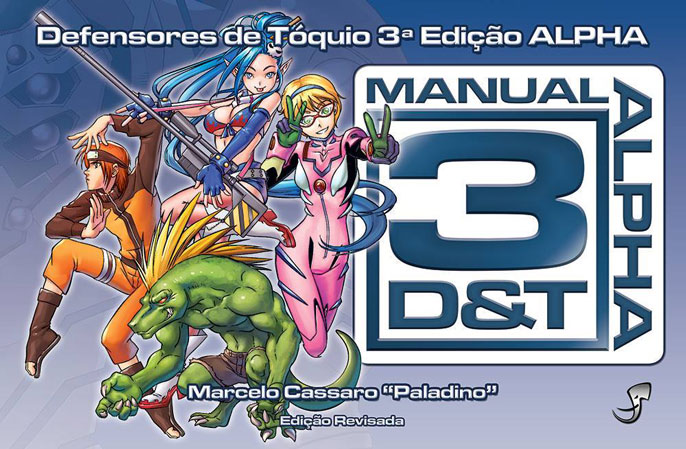 Defensores de Tóquio 3ª Edição ALPHA
MANUAL
3
D&T
ALPHA
Marcelo Cassaro “Paladino”
Edição Revisada